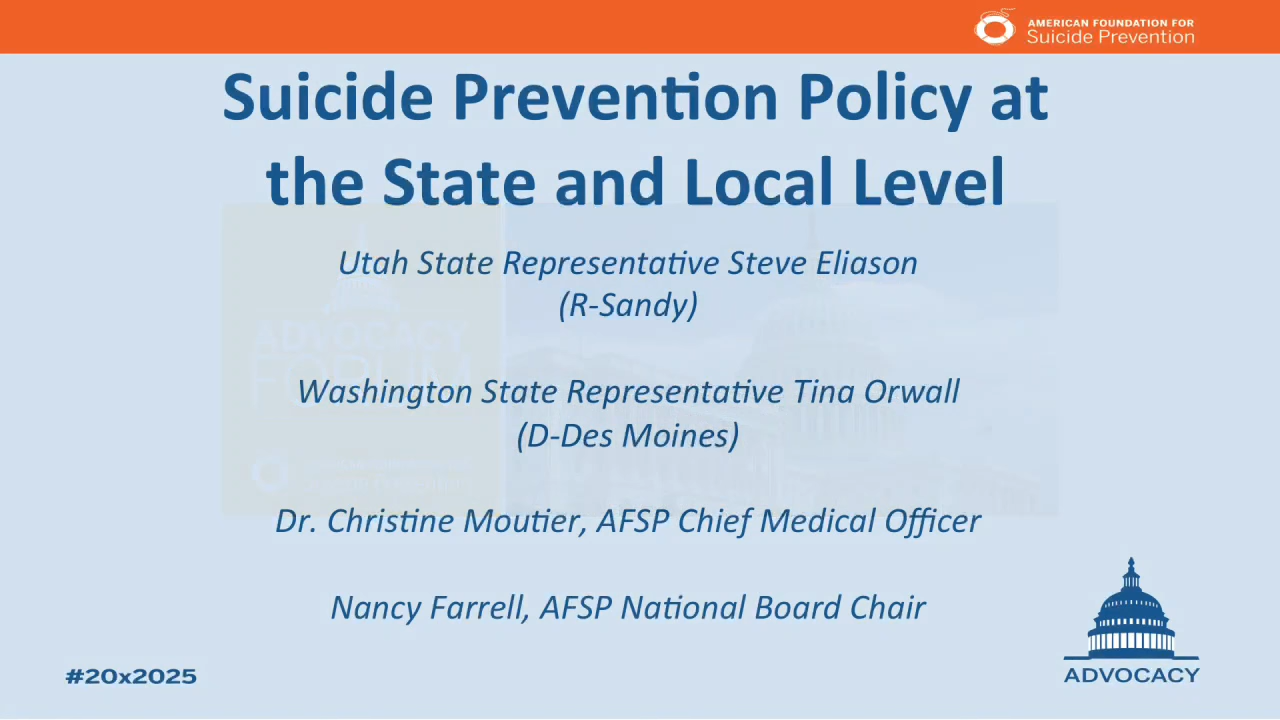 AMERICAN FOUNDATION FOR
Suicide Prevention
Suicide Prevention Policy at
the State and Local Level
Utah State Representative Steve Eliason
(R-Sandy)
ADVOCACY
FORUM
Washington State Representative Tina Orwall
(D-Des Moines)
Dr. Christine Moutier, AFSP Chief Medical Officer
Nancy Farrell, AFSP National Board Chair
#20x2025
ADVOCACY